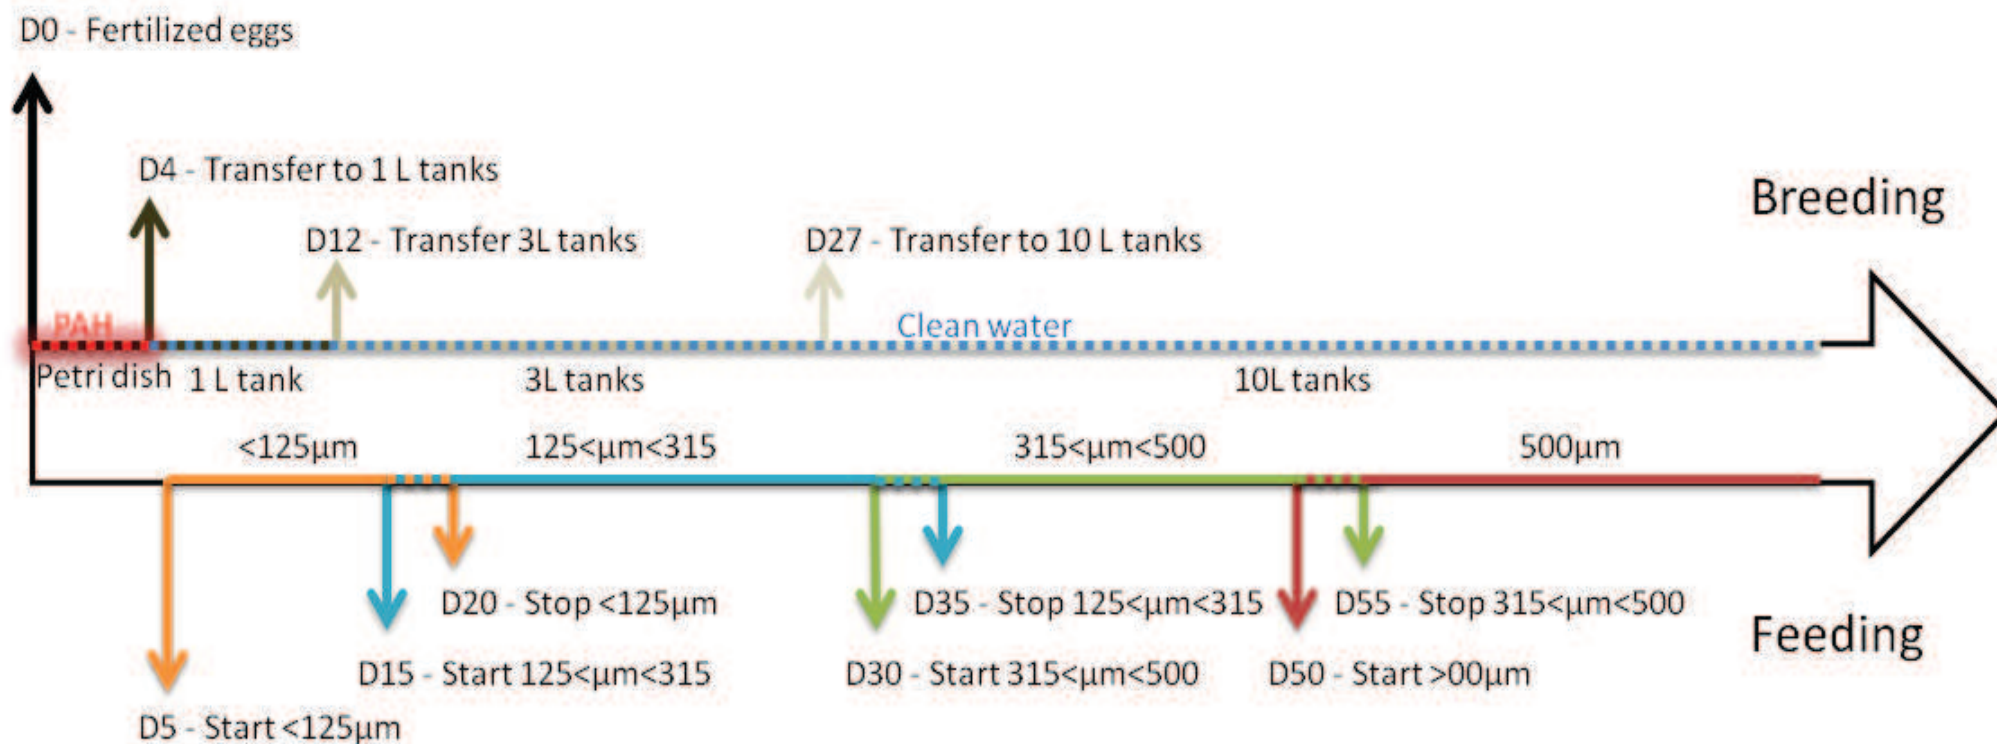 D0 - Fertilized eggs
D4 - Transfer to 1 L tanks
Breeding
D12 - Transfer 3L tanks
D27 - Transfer to 10 L tanks
PAH
Clean water
Petri dish
1 L tank
3L tanks
10L tanks
<125µm
125<µm<315
315<µm<500
500µm
D20 - Stop <125µm
D35 - Stop 125<µm<315
D55 - Stop 315<µm<500
Feeding
D15 - Start 125<µm<315
D30 - Start 315<µm<500
D50 - Start >00µm
D5 - Start <125µm